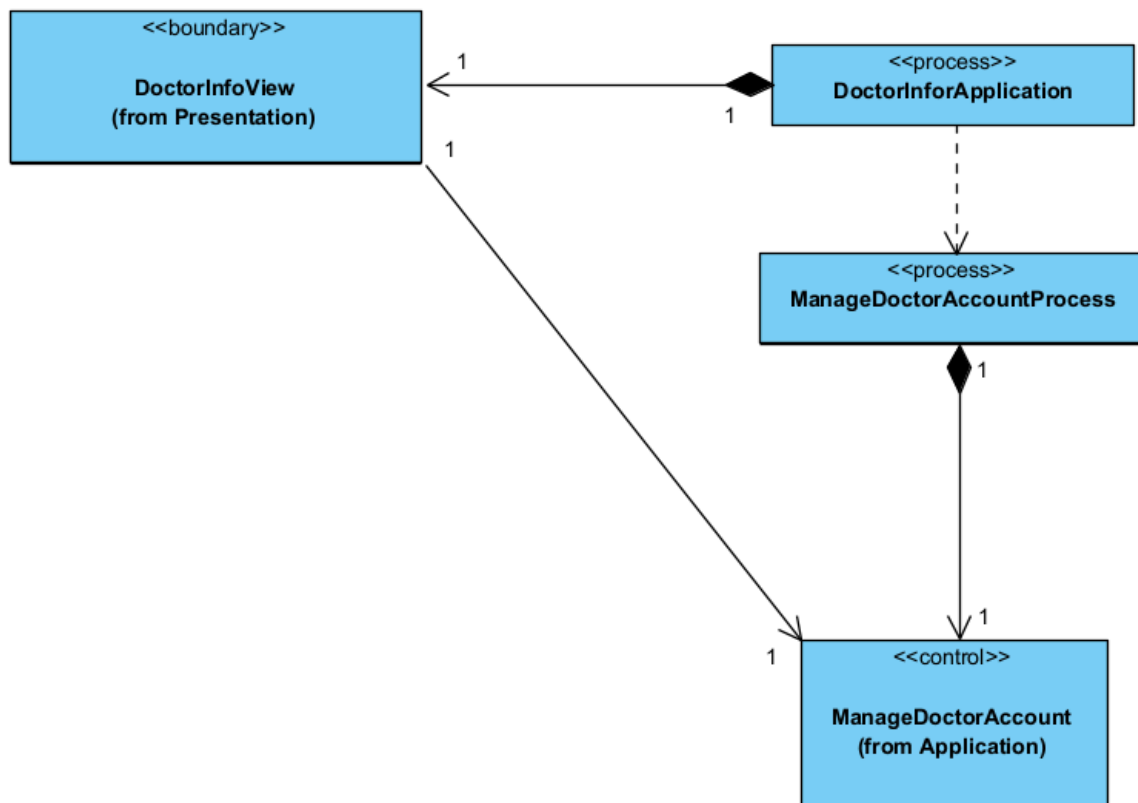 <<boundary>>
DoctorInfoView
(from Presentation)
1
1
<<process>>
DoctorInforApplication
1
<<process>>
ManageDoctorAccountProcess
1
1
1
<<control>>
ManageDoctorAccount
(from Application)